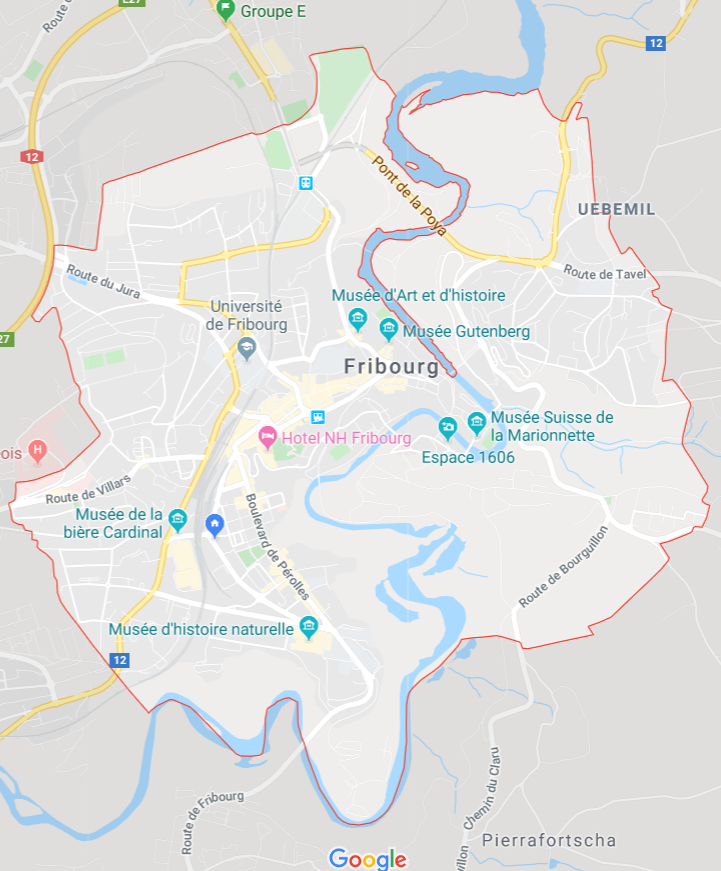 E27
Groupe E
Route
12
12
Pont de la Poya
UEBEMIL
Route du Jura
Route de Tavel
Musée d'Art et d'histoire
Université
de Fribourg
Musée Gutenberg
27
Fribourg
Musée Suisse de
la Marionnette
Hotel NH Fribourg
ois
H
Espace 1606
Route de Villars
Musée de la
bière Cardinal
Boulevard de Pérolles
Route de Bourguillon
Musée d'histoire naturelle
12
Route de Fribourg
Chemin du Claru
Pierrafortscha
villon
Google